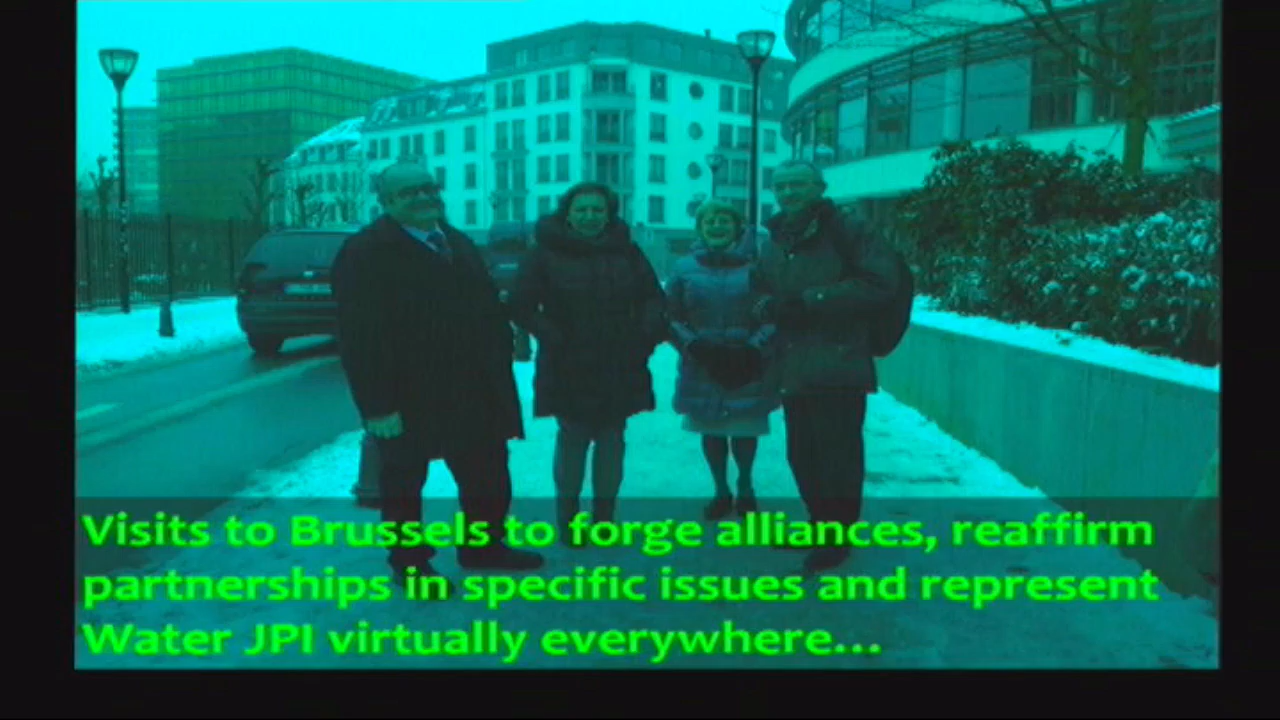 Visits to Brussels to forge alliances, reaffirm
partnerships in specific issues and represent
Water JPI virtually everywhere...